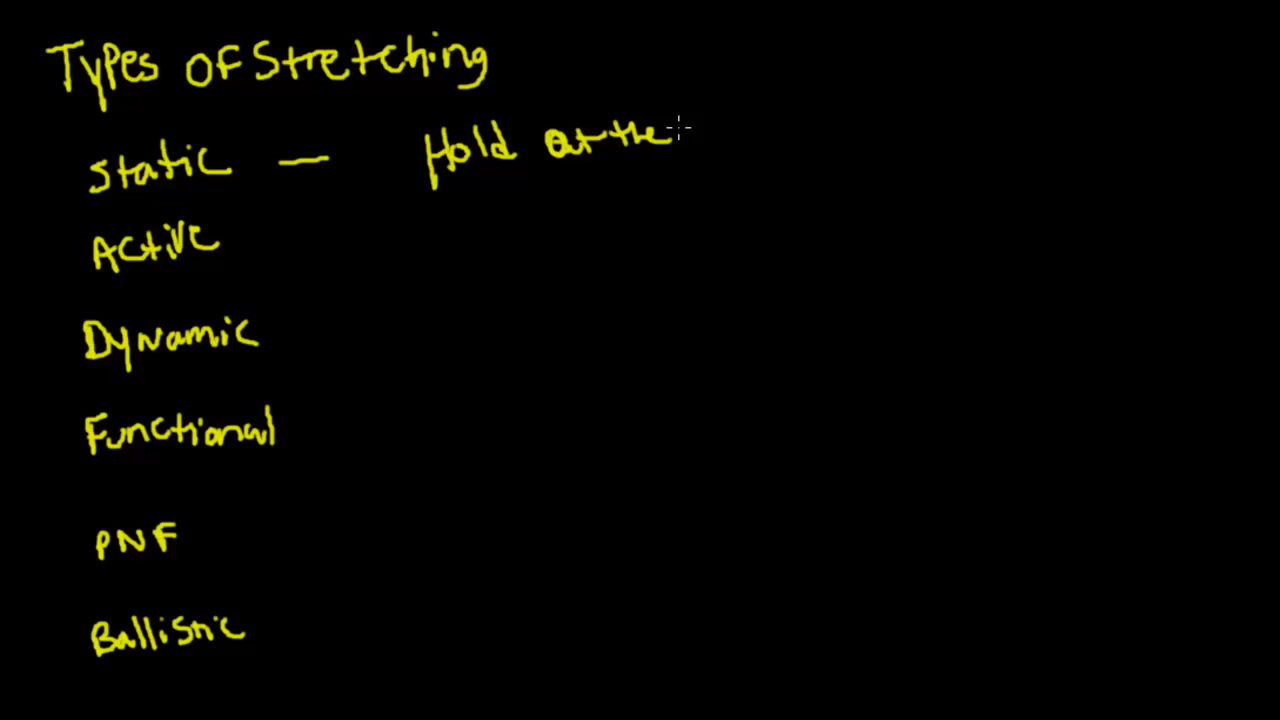 Types of Stretching
Static — Hold at the
Active
Dynamic
Functional
PNF
Ballistic